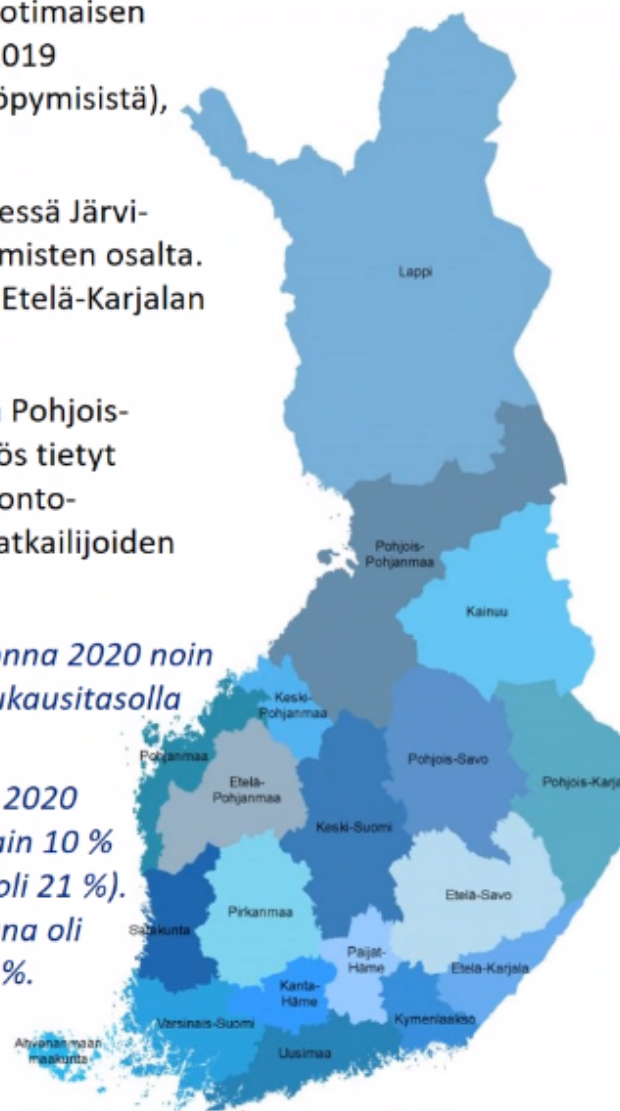 otimaisen
019
öpymisistä),
essä Järvi-
misten osalta.
Etelä-Karjalan
Pohjois-
ös tietyt
onto-
atkailijoiden
onna 2020 noin
ukausitasolla
2020
ain 10 %
oli 21 %).
na oli
%.
Lappi
Pohjois-
Pohjanmaa
Kainuu
Keski-
Pohjanmaa
Pohjanmaa
Etelä-
Pohjanmaa
Pohjois-Savo
Pohjois-Karja
Keski-Suomi
Etelä-Savo
Pirkanmaa
Satakunta
Paijat-
Häme
Etelä-Karjala
Kanta-
Häme
Kymenlaakso
Varsinais-Suomi
Ahvenanmaan
maakunta
Uusimaa